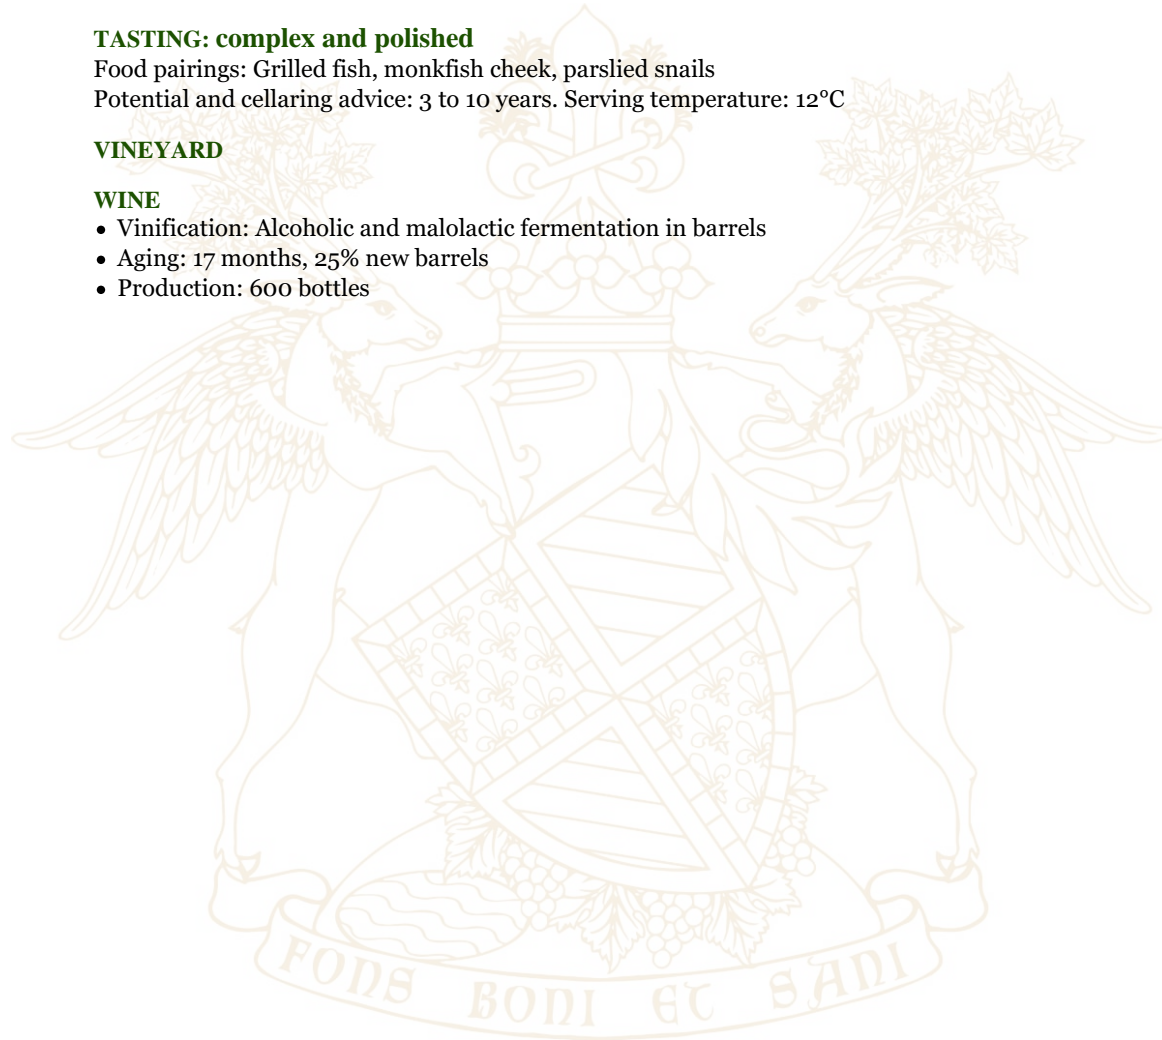 TASTING: complex and polished
Food pairings: Grilled fish, monkfish cheek, parslied snails
Potential and cellaring advice: 3 to 10 years. Serving temperature: 12°C
VINEYARD
WINE
• Vinification: Alcoholic and malolactic fermentation in barrels
• Aging: 17 months, 25% new barrels
• Production: 600 bottles
FONS BONI ET SANI